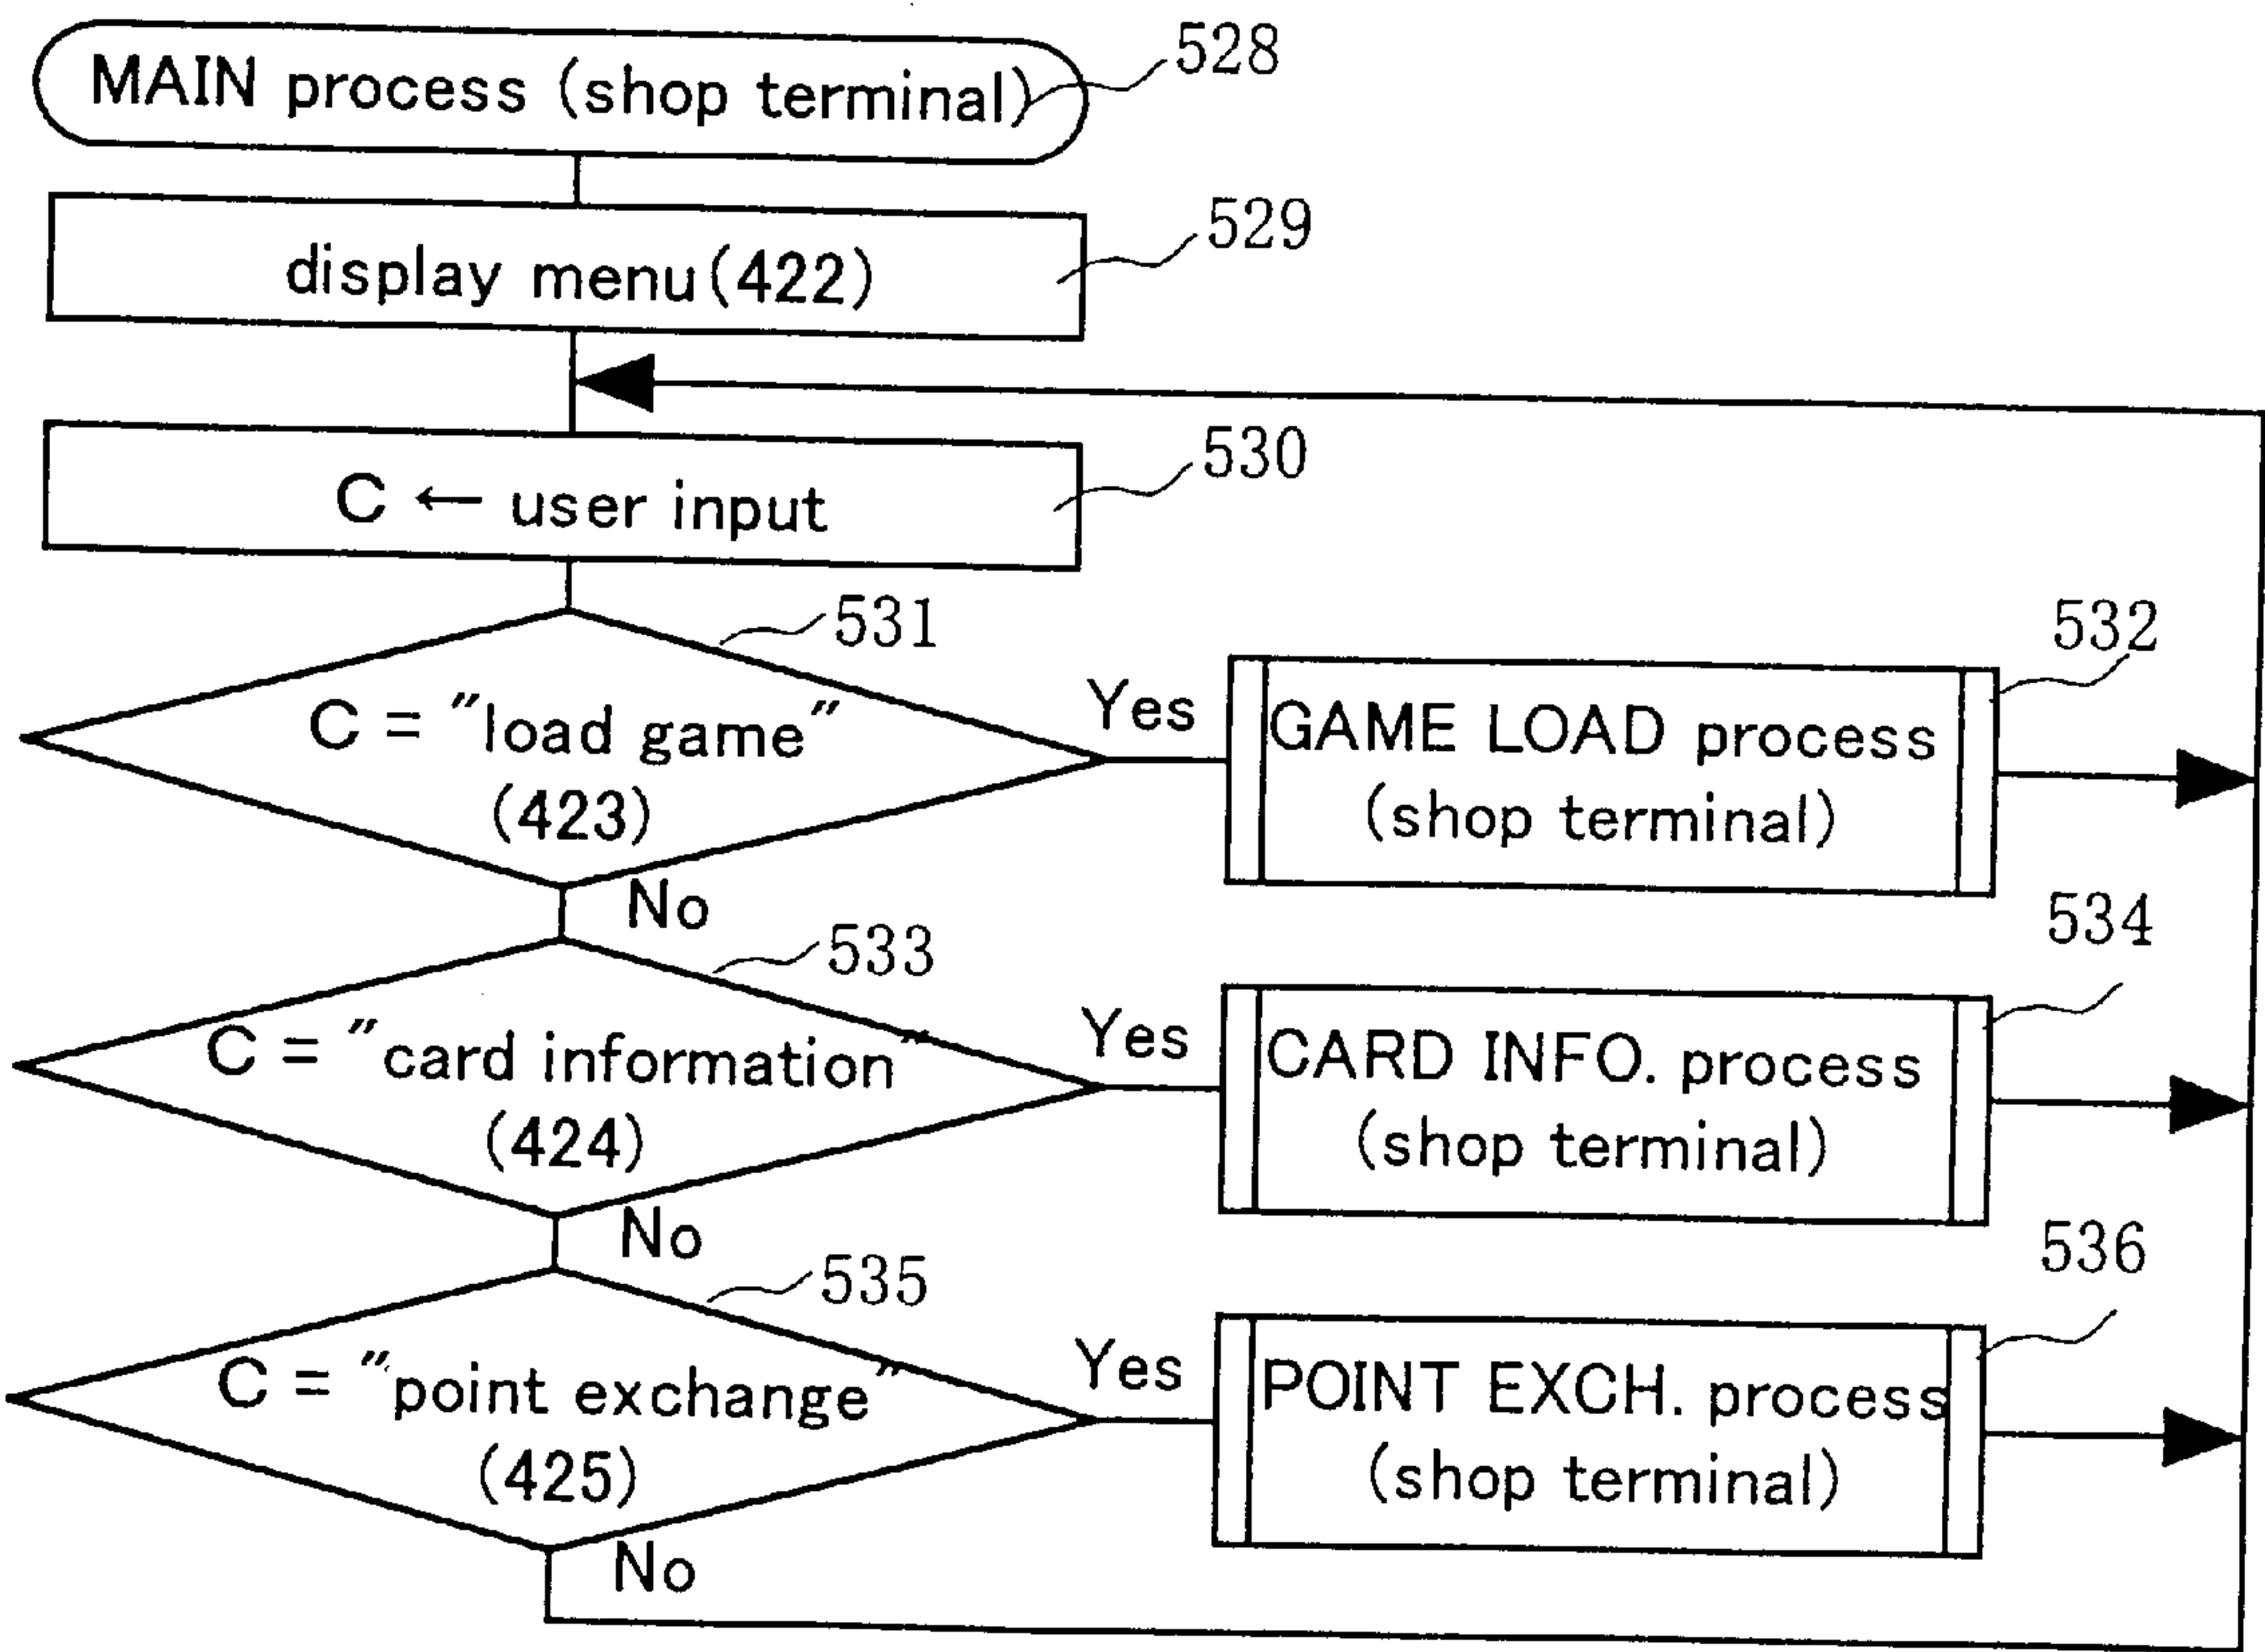 MAIN process (shop terminal)
528
display menu(422)
529
C ← user input
530
531
C = "load game"
(423)
Yes
GAME LOAD process
(shop terminal)
532
No
533
C = "card information"
(424)
Yes
CARD INFO. process
(shop terminal)
534
No
535
C = "point exchange"
(425)
Yes
POINT EXCH. process
(shop terminal)
536
No